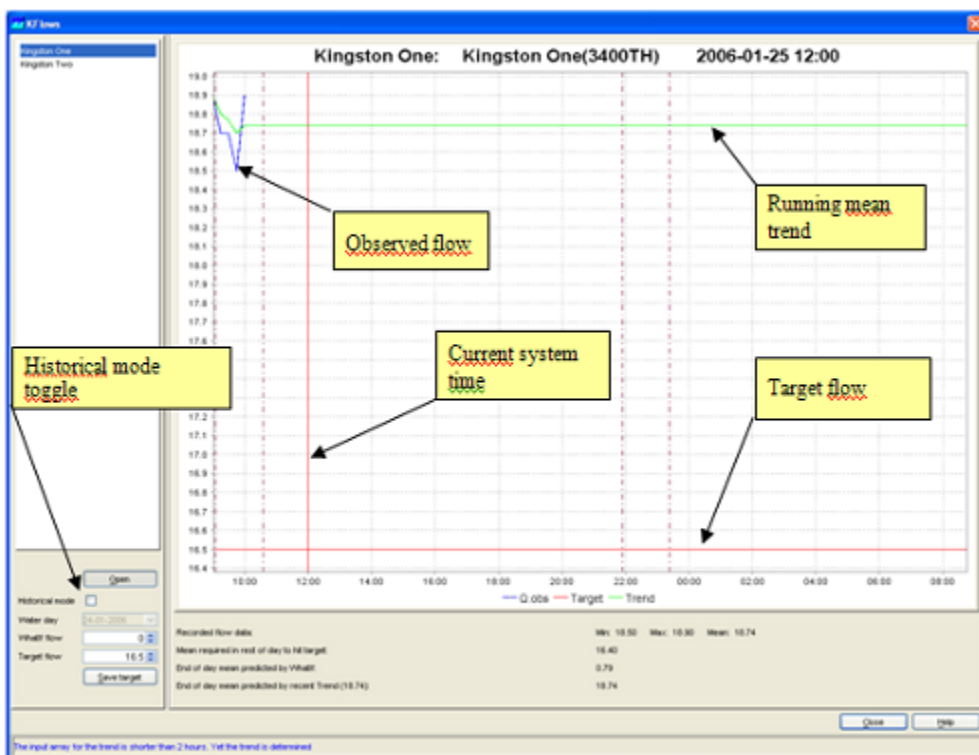 KFlows
Kingston One
Kingston Two
Kingston One: Kingston One(3400TH) 2006-01-25 12:00
19.0
18.9
18.8
18.7
18.6
18.5
18.4
18.3
18.2
18.1
18.0
17.9
17.8
17.7
17.6
17.2
17.1
17.0
16.9
16.8
16.7
16.6
16.5
16.4
Observed flow
Running mean
trend
Current system
time
Target flow
Historical mode
toggle
10:00 12:00 14:00 16:00 18:00 20:00 22:00 00:00 02:00 04:00 06:00 08:00
Q.obs Target Trend
Open
Historical mode
Water day 24-01-2006
WhatIf flow 0
Target flow 16.5
Save target
Recorded flow data: Min: 18.50 Max: 18.90 Mean: 18.74
Mean required in rest of day to hit target: 16.40
End of day mean predicted by WhatIf: 0.79
End of day mean predicted by recent Trend (18.74): 18.74
Close Help
The input array for the trend is shorter than 2 hours. Yet the trend is determined